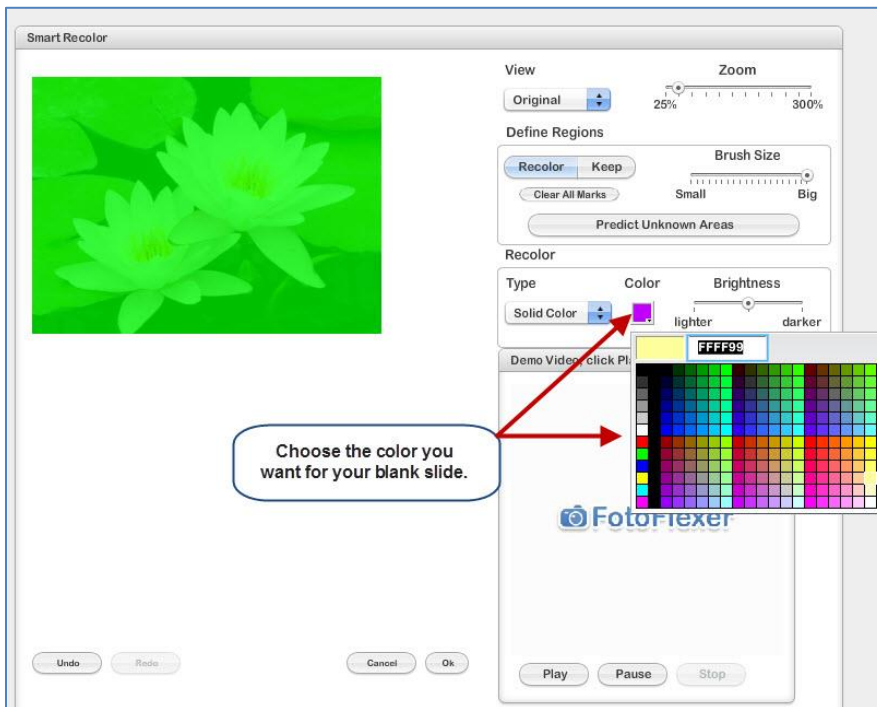 Smart Recolor
View
Zoom
Original
25%
300%
Define Regions
Recolor
Keep
Brush Size
Clear All Marks
Small
Big
Predict Unknown Areas
Recolor
Type
Color
Brightness
Solid Color
lighter
darker
FFFF99
Demo Video, click
Choose the color you
want for your blank slide.
FotoFlexer
Undo
Redo
Cancel
Ok
Play
Pause
Stop